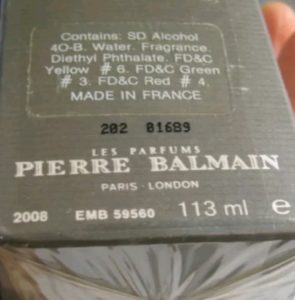 Contains: SD Alcohol
40-B. Water. Fragrance.
Diethyl Phthalate. FD&C
Yellow # 6. FD&C Green
# 3. FD&C Red # 4.
MADE IN FRANCE
202 01689
LES PARFUMS
PIERRE BALMAIN
PARIS · LONDON
2008 EMB 59560 113 ml e